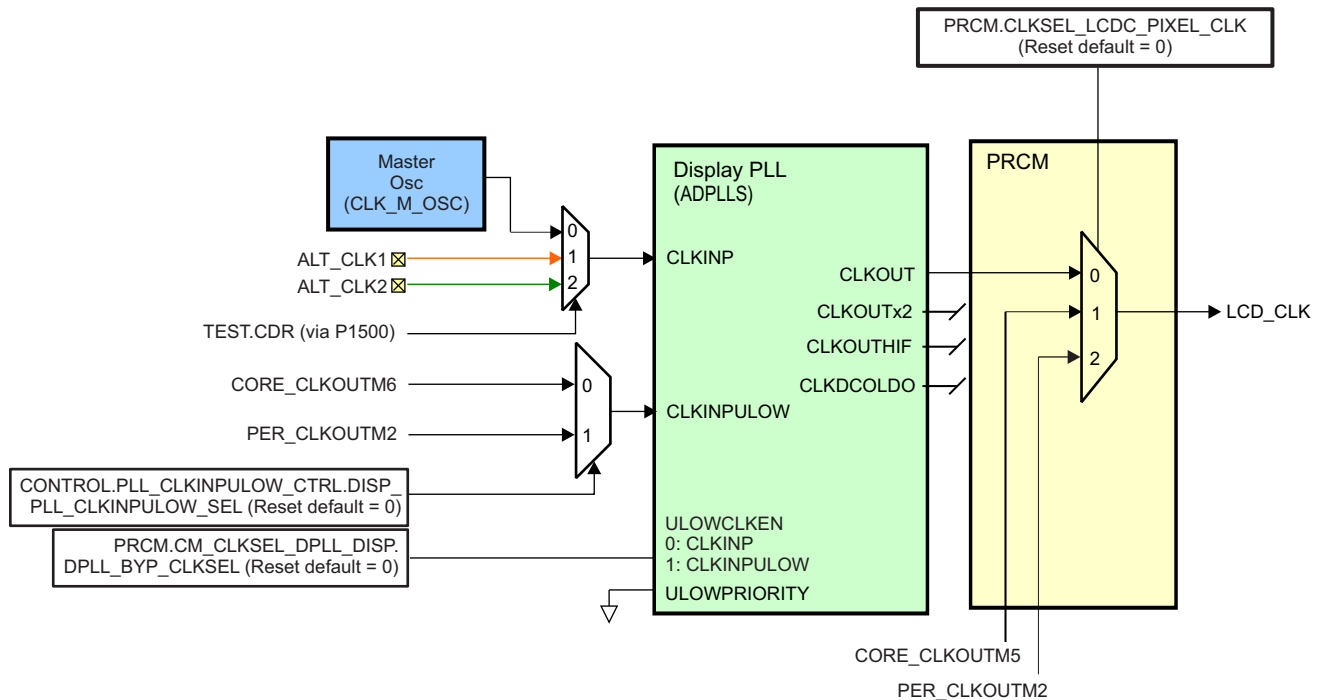 PRCM.CLKSEL_LCDC_PIXEL_CLK
(Reset default = 0)
Master
Osc
(CLK_M_OSC)
Display PLL
(ADPLLS)
PRCM
0
1
2
ALT_CLK1
ALT_CLK2
CLKINP
TEST.CDR (via P1500)
CLKOUT
CLKOUTx2
CLKOUTHIF
CLKDCOLDO
0
1
2
LCD_CLK
CORE_CLKOUTM6
PER_CLKOUTM2
0
1
CLKINPULOW
CONTROL.PLL_CLKINPULOW_CTRL.DISP_
PLL_CLKINPULOW_SEL (Reset default = 0)
PRCM.CM_CLKSEL_DPLL_DISP.
DPLL_BYP_CLKSEL (Reset default = 0)
ULOWCLKEN
0: CLKINP
1: CLKINPULOW
ULOWPRIORITY
CORE_CLKOUTM5
PER_CLKOUTM2